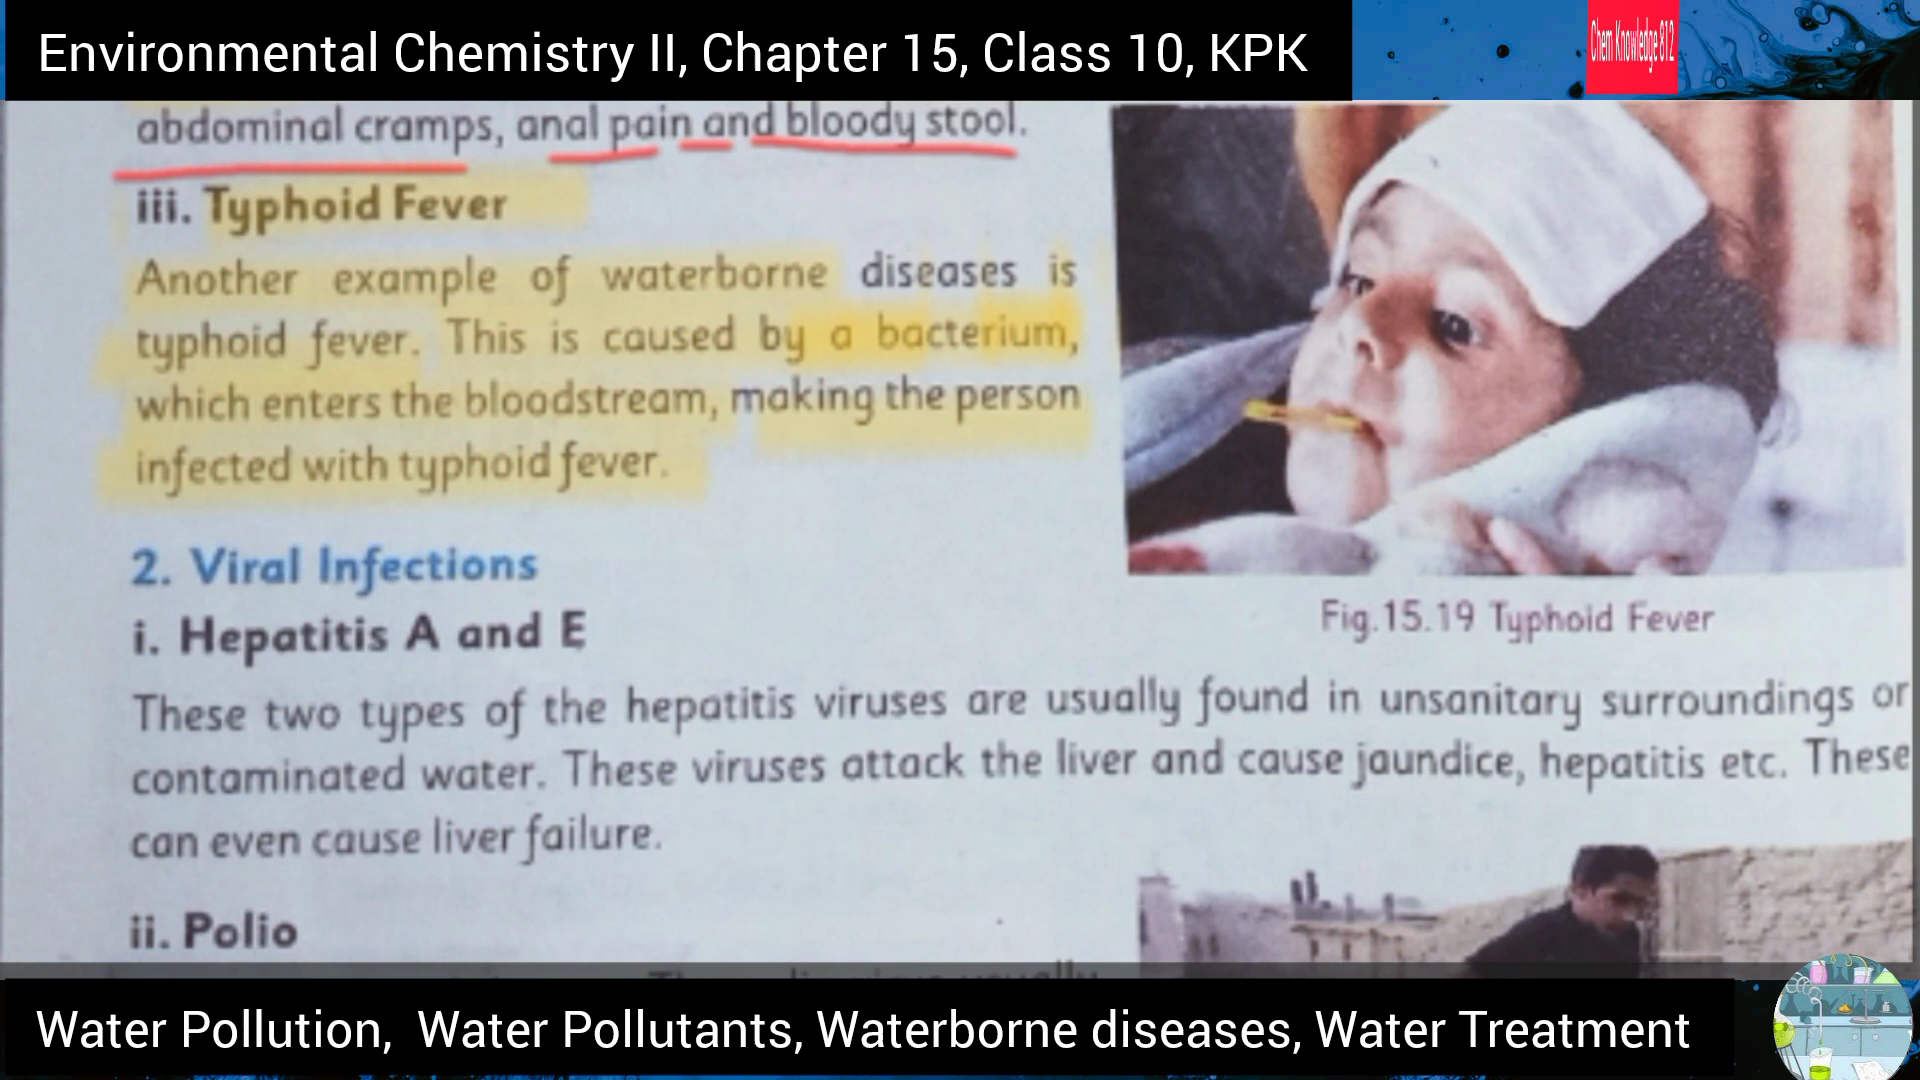 Environmental Chemistry II, Chapter 15, Class 10, KPK
Chem Knowledge 812
abdominal cramps, anal pain and bloody stool.
iii. Typhoid Fever
Another example of waterborne diseases is
typhoid fever. This is caused by a bacterium,
which enters the bloodstream, making the person
infected with typhoid fever.
2. Viral Infections
i. Hepatitis A and E
Fig.15.19 Typhoid Fever
These two types of the hepatitis viruses are usually found in unsanitary surroundings or
contaminated water. These viruses attack the liver and cause jaundice, hepatitis etc. These
can even cause liver failure.
ii. Polio
usually
Water Pollution, Water Pollutants, Waterborne diseases, Water Treatment